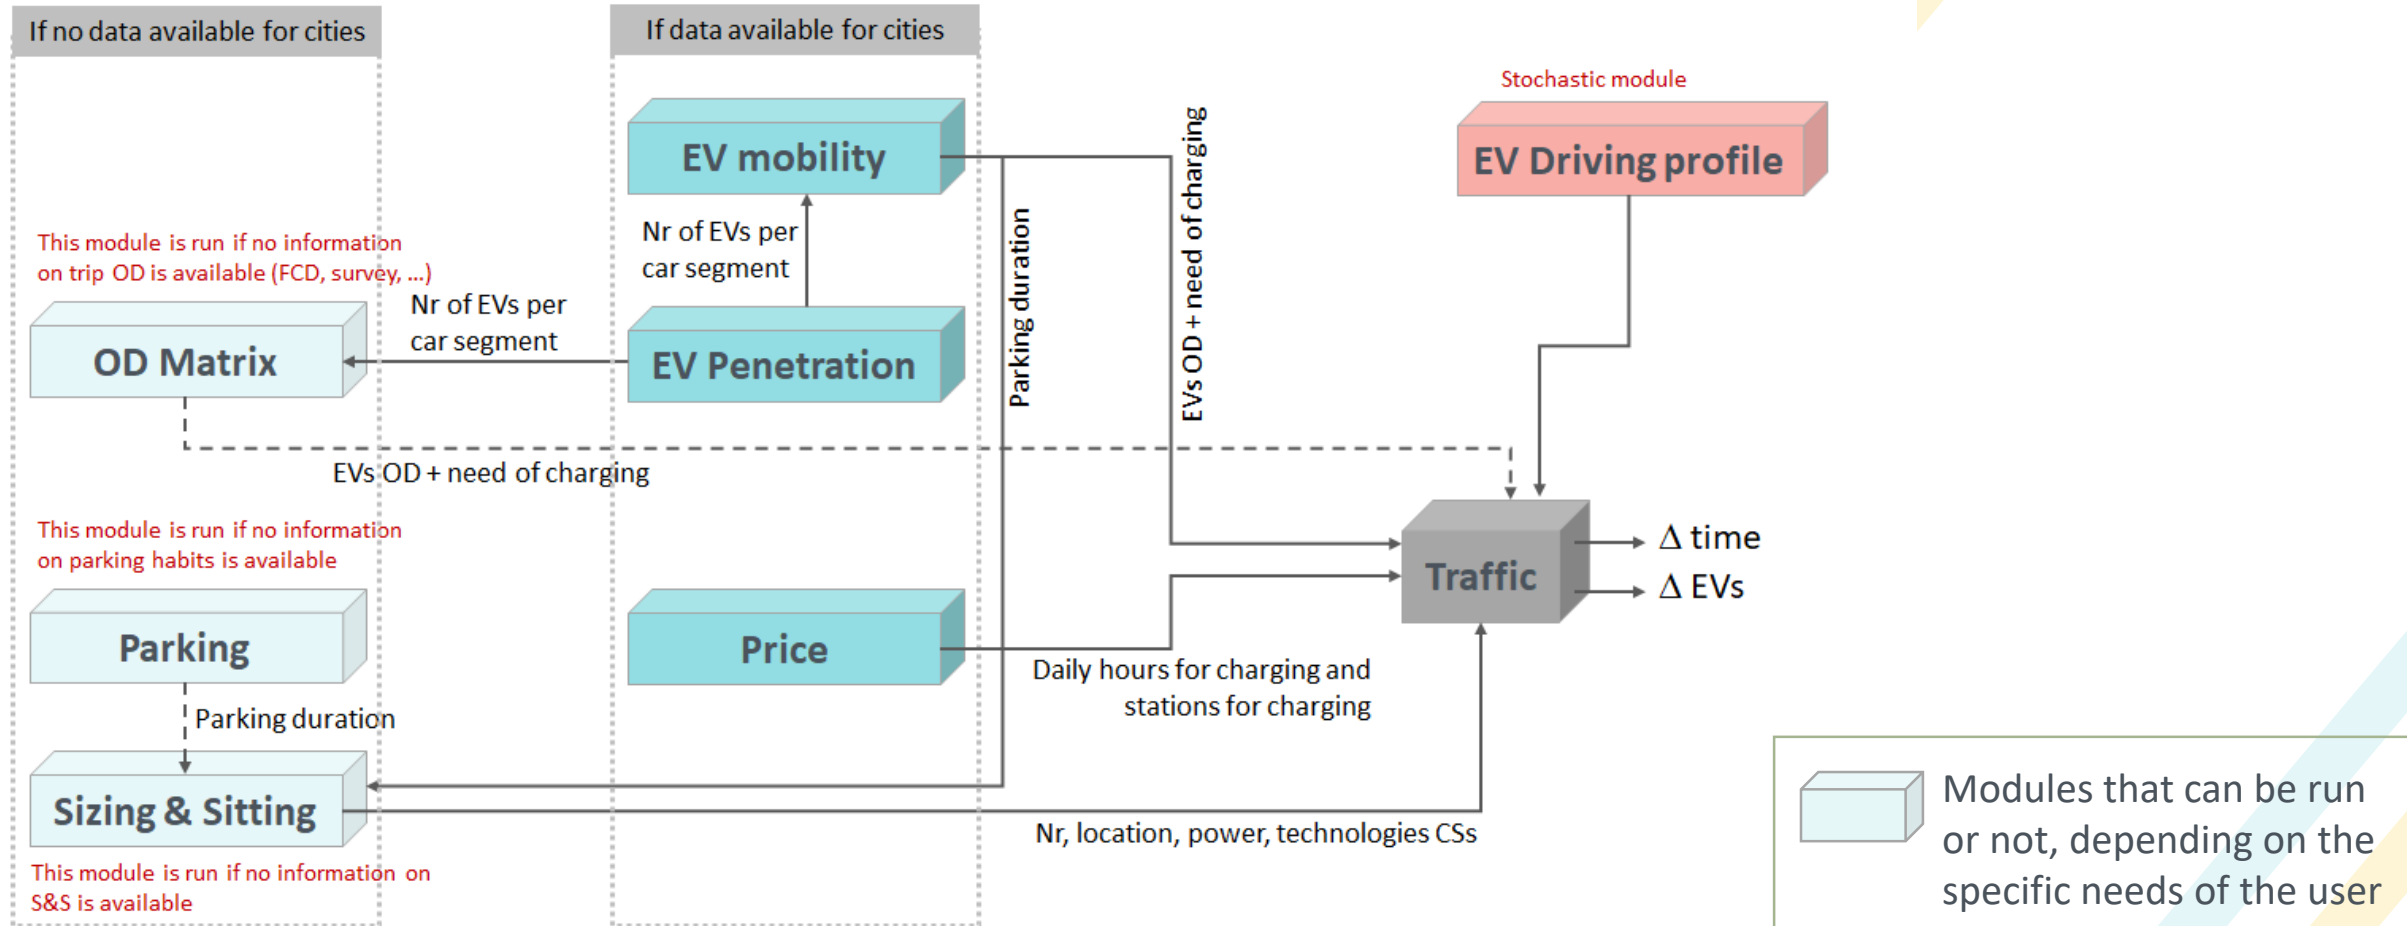 If no data available for cities
If data available for cities
Stochastic module
EV mobility
EV Driving profile
EVs OD + need of charging
Parking duration
Nr of EVs per
car segment
This module is run if no information
on trip OD is available (FCD, survey, ...)
Nr of EVs per
car segment
OD Matrix
EV Penetration
EVs OD + need of charging
This module is run if no information
on parking habits is available
Δ time
Traffic
Δ EVs
Parking
Price
Daily hours for charging and
stations for charging
Parking duration
Sizing & Sitting
Nr, location, power, technologies CSs
This module is run if no information on
S&S is available
Modules that can be run
or not, depending on the
specific needs of the user